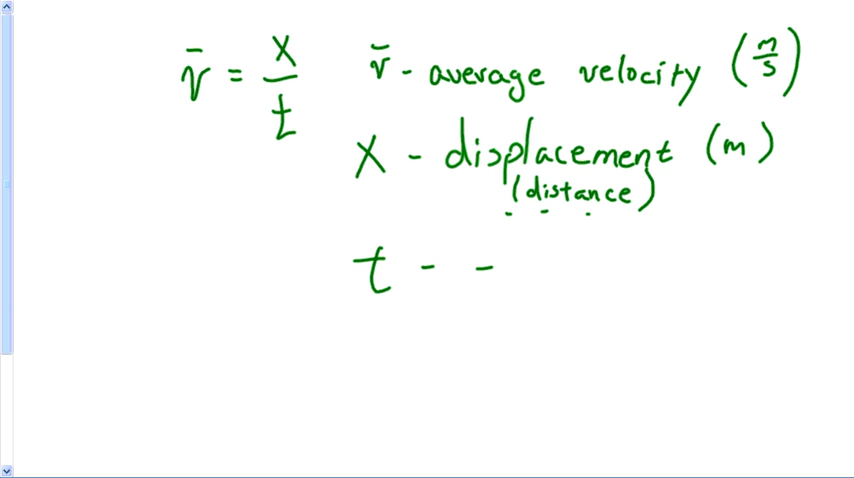 v̄ = x/t v̄ - average velocity (m/s)
x - displacement (m)
(distance)
t - -